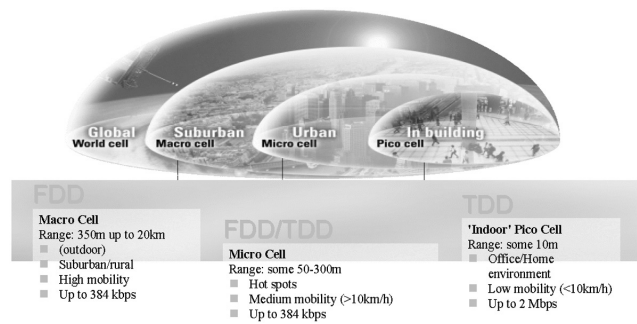 Global
World cell
Suburban
Macro cell
Urban
Micro cell
In building
Pico cell
FDD
Macro Cell
Range: 350m up to 20km
(outdoor)
Suburban/rural
High mobility
Up to 384 kbps
FDD/TDD
Micro Cell
Range: some 50-300m
Hot spots
Medium mobility (>10km/h)
Up to 384 kbps
TDD
'Indoor' Pico Cell
Range: some 10m
Office/Home
environment
Low mobility (<10km/h)
Up to 2 Mbps